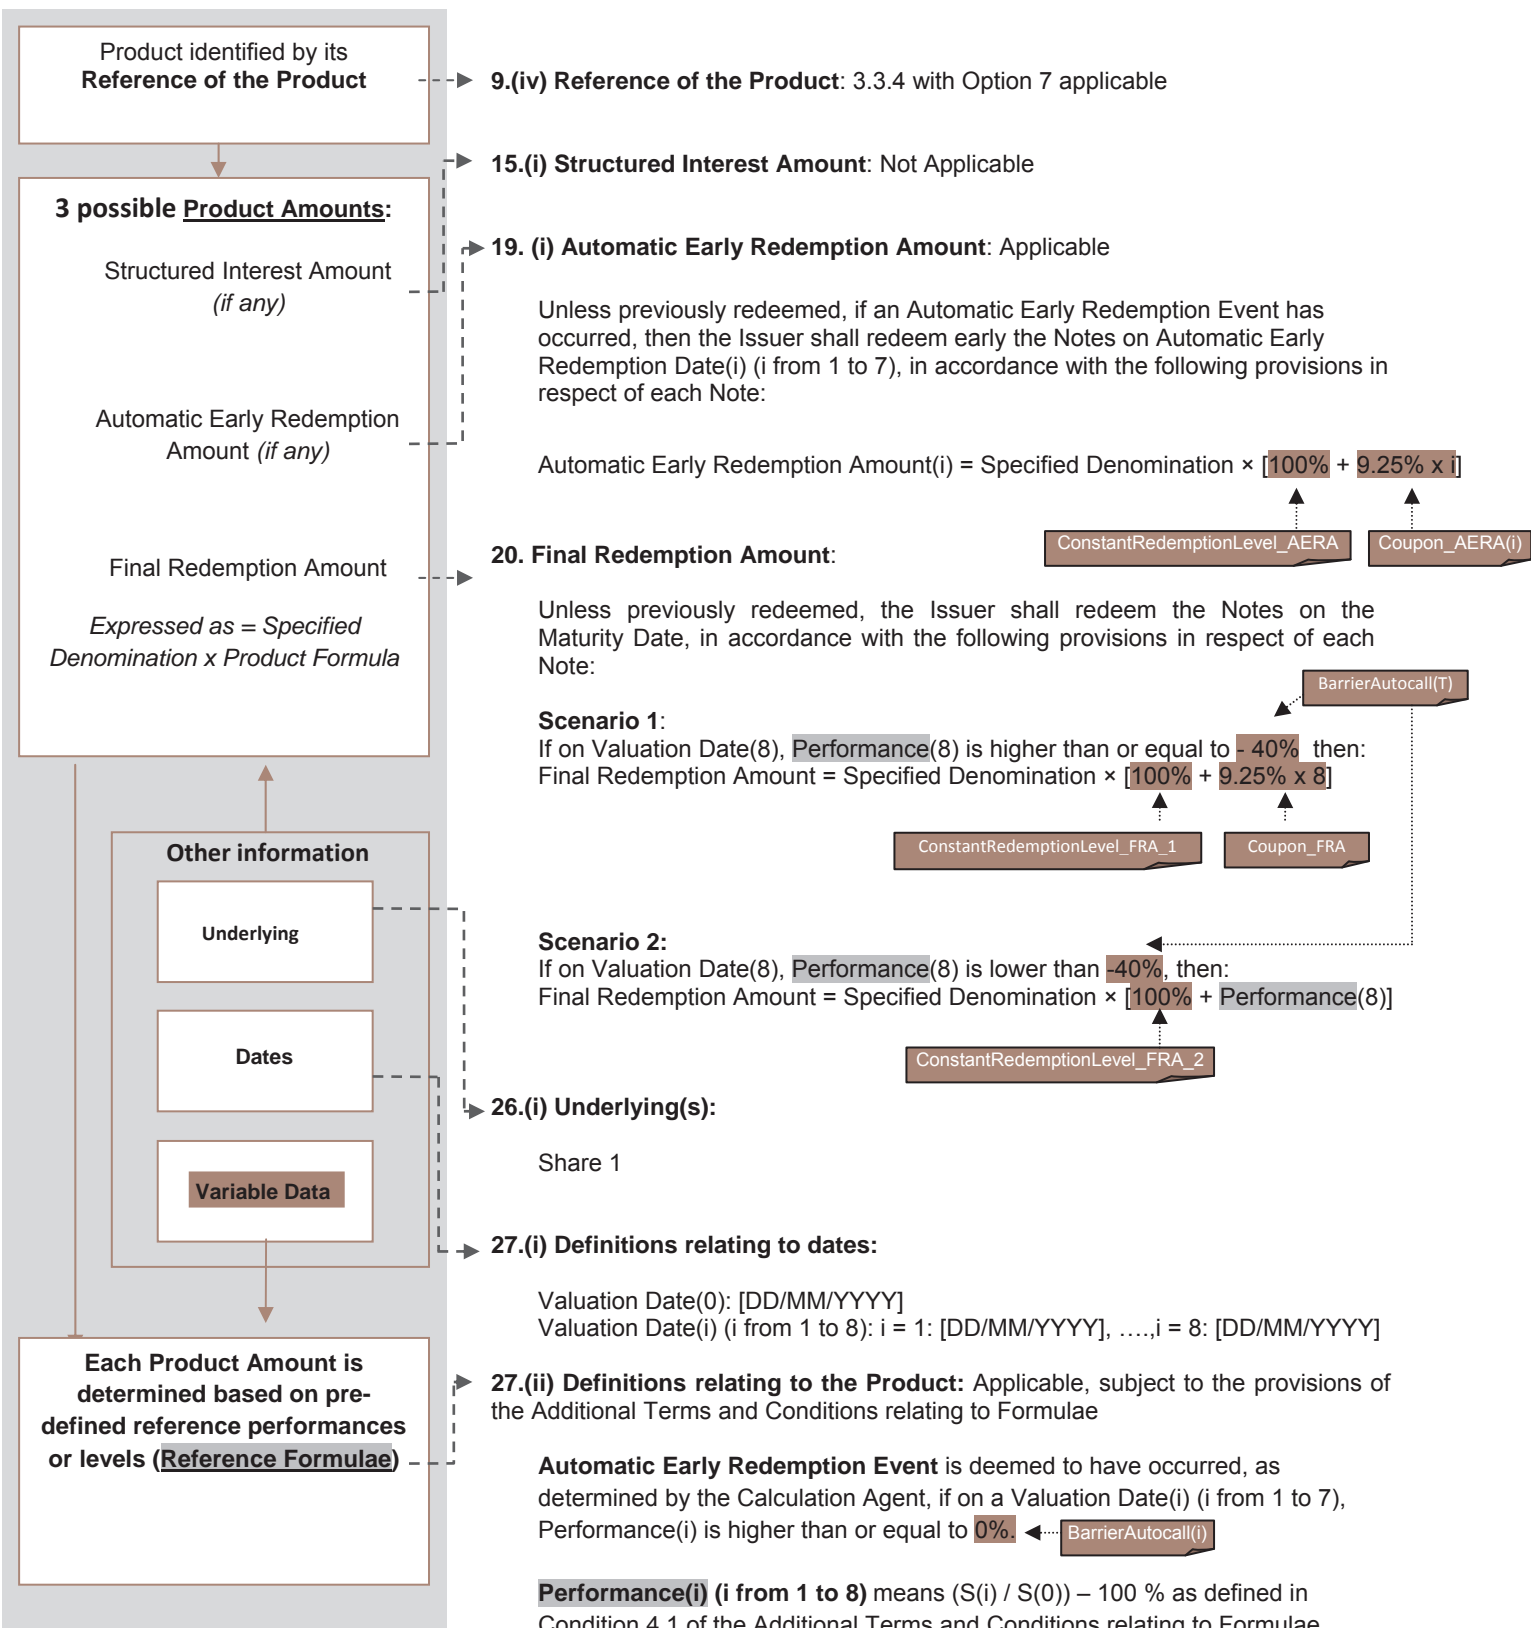 Product identified by its
Reference of the Product
3 possible Product Amounts:
Structured Interest Amount
(if any)
Automatic Early Redemption
Amount (if any)
Final Redemption Amount
Expressed as = Specified
Denomination x Product Formula
Other information
Underlying
Dates
Variable Data
Each Product Amount is
determined based on pre-
defined reference performances
or levels (Reference Formulae)
9.(iv) Reference of the Product: 3.3.4 with Option 7 applicable
15.(i) Structured Interest Amount: Not Applicable
19. (i) Automatic Early Redemption Amount: Applicable
Unless previously redeemed, if an Automatic Early Redemption Event has
occurred, then the Issuer shall redeem early the Notes on Automatic Early
Redemption Date(i) (i from 1 to 7), in accordance with the following provisions in
respect of each Note:
Automatic Early Redemption Amount(i) = Specified Denomination × [100% + 9.25% x i]
ConstantRedemptionLevel_AERA
Coupon_AERA(i)
20. Final Redemption Amount:
Unless previously redeemed, the Issuer shall redeem the Notes on the
Maturity Date, in accordance with the following provisions in respect of each
Note:
BarrierAutocall(T)
Scenario 1:
If on Valuation Date(8), Performance(8) is higher than or equal to - 40% then:
Final Redemption Amount = Specified Denomination × [100% + 9.25% x 8]
ConstantRedemptionLevel_FRA_1
Coupon_FRA
Scenario 2:
If on Valuation Date(8), Performance(8) is lower than -40%, then:
Final Redemption Amount = Specified Denomination × [100% + Performance(8)]
ConstantRedemptionLevel_FRA_2
26.(i) Underlying(s):
Share 1
27.(i) Definitions relating to dates:
Valuation Date(0): [DD/MM/YYYY]
Valuation Date(i) (i from 1 to 8): i = 1: [DD/MM/YYYY], ….,i = 8: [DD/MM/YYYY]
27.(ii) Definitions relating to the Product: Applicable, subject to the provisions of
the Additional Terms and Conditions relating to Formulae
Automatic Early Redemption Event is deemed to have occurred, as
determined by the Calculation Agent, if on a Valuation Date(i) (i from 1 to 7),
Performance(i) is higher than or equal to 0%.
BarrierAutocall(i)
Performance(i) (i from 1 to 8) means (S(i) / S(0)) – 100 % as defined in
Condition 4.1 of the Additional Terms and Conditions relating to Formulae